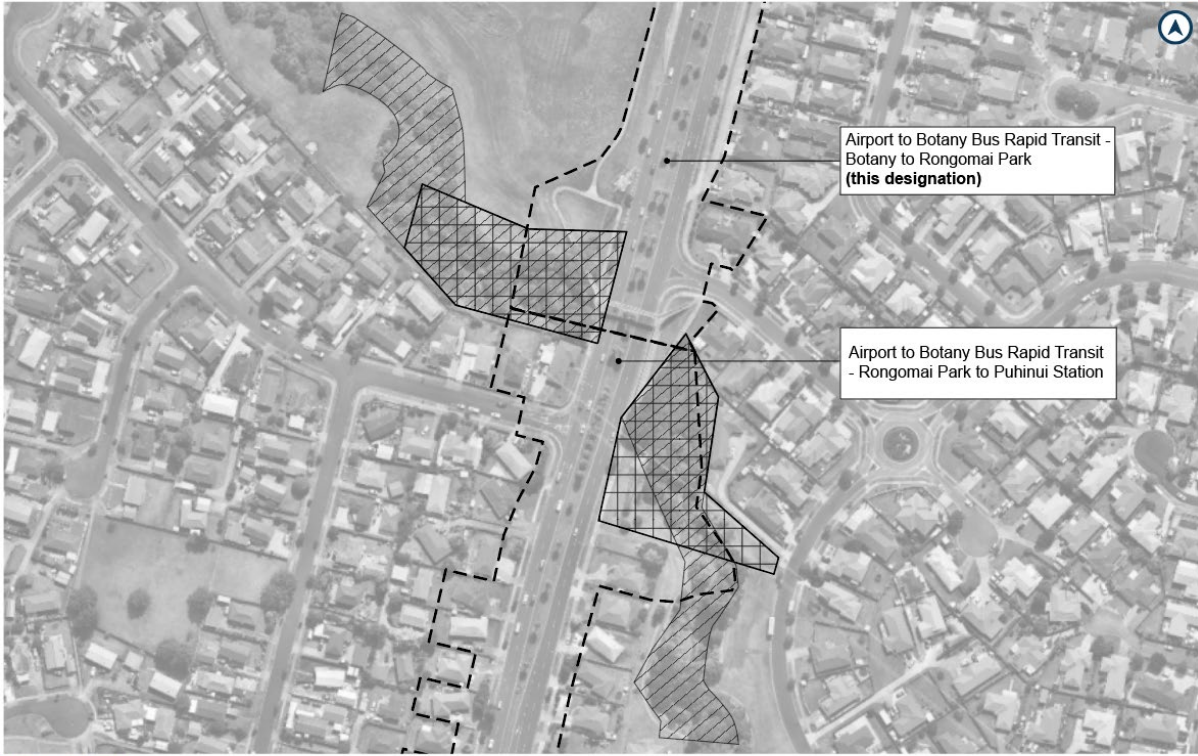 Airport to Botany Bus Rapid Transit -
Botany to Rongomai Park
(this designation)
Airport to Botany Bus Rapid Transit
- Rongomai Park to Puhinui Station